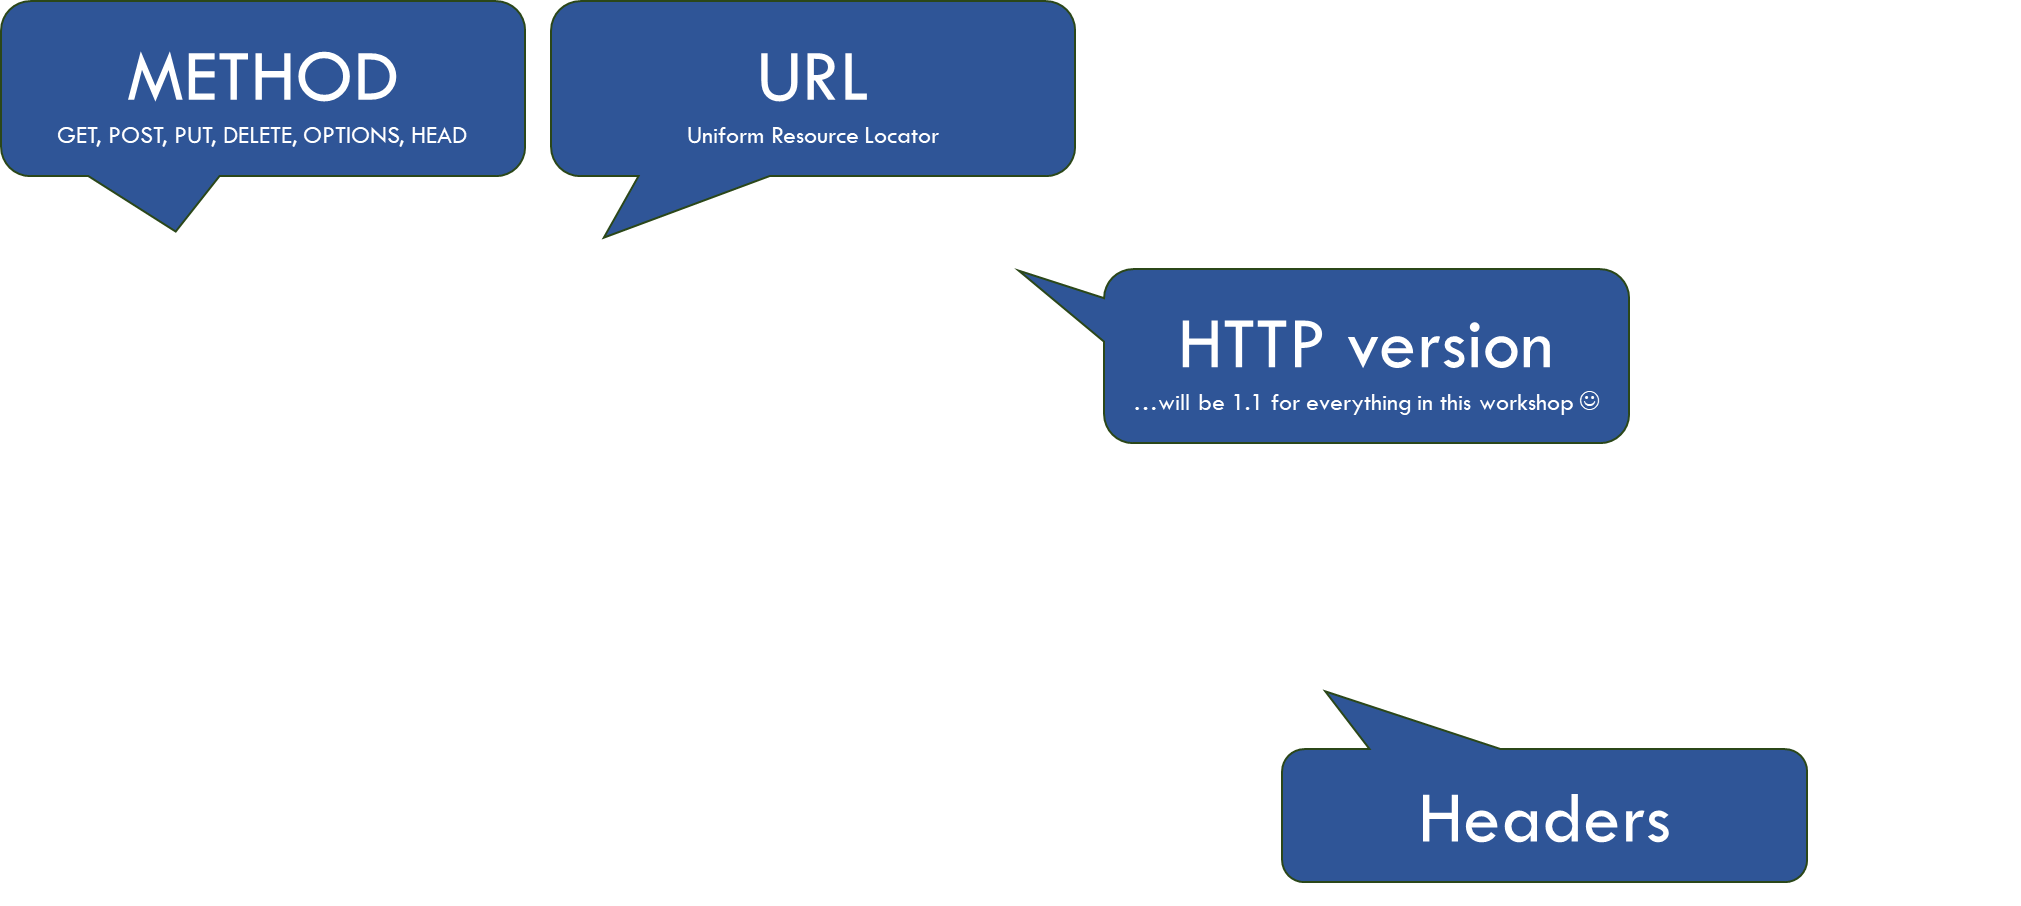 METHOD
GET, POST, PUT, DELETE, OPTIONS, HEAD
URL
Uniform Resource Locator
HTTP version
...will be 1.1 for everything in this workshop ☺
Headers